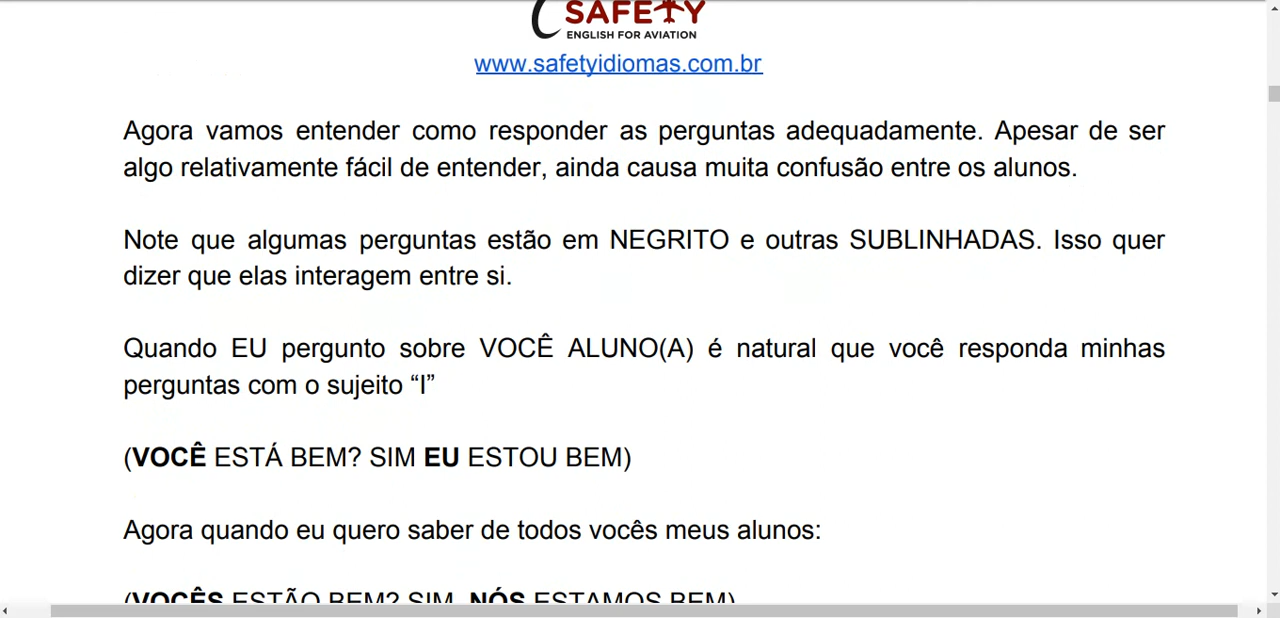 SAFETY
ENGLISH FOR AVIATION
www.safetyidiomas.com.br
Agora vamos entender como responder as perguntas adequadamente. Apesar de ser
algo relativamente fácil de entender, ainda causa muita confusão entre os alunos.
Note que algumas perguntas estão em NEGRITO e outras SUBLINHADAS. Isso quer
dizer que elas interagem entre si.
Quando EU pergunto sobre VOCÊ ALUNO(A) é natural que você responda minhas
perguntas com o sujeito “I”
(VOCÊ ESTÁ BEM? SIM EU ESTOU BEM)
Agora quando eu quero saber de todos vocês meus alunos:
(VOCÊS ESTÃO BEM? SIM, NÓS ESTAMOS BEM)